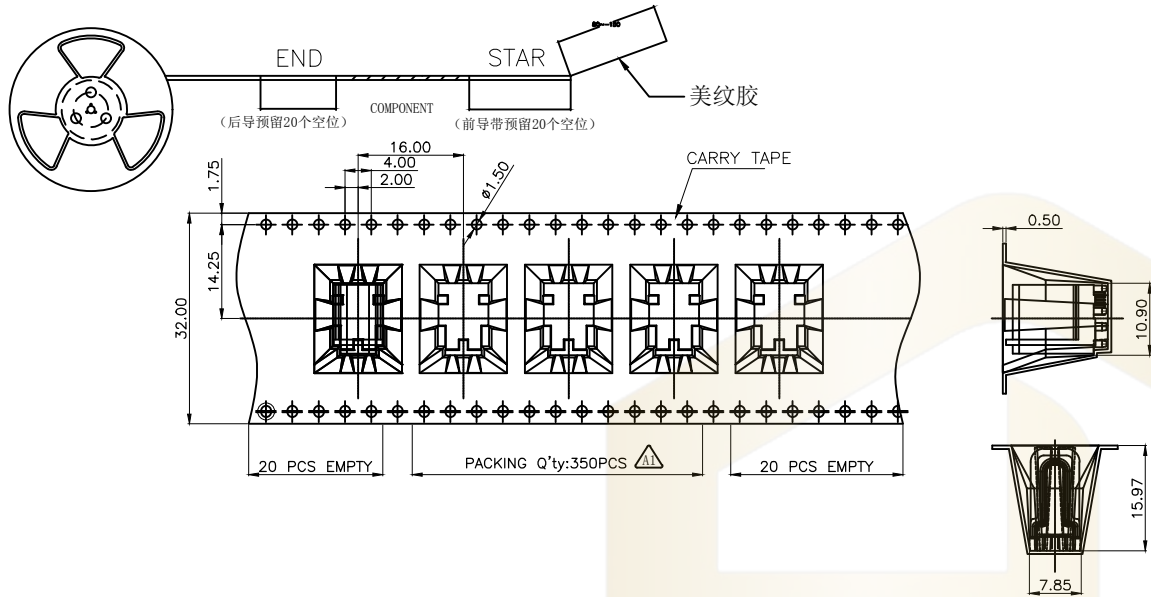 80~150
END
STAR
美纹胶
COMPONENT
（后导预留20个空位）
（前导带预留20个空位）
16.00
4.00
2.00
ø1.50
CARRY TAPE
1.75
14.25
32.00
0.50
10.90
20 PCS EMPTY
PACKING Q'ty:350PCS A1
20 PCS EMPTY
15.97
7.85